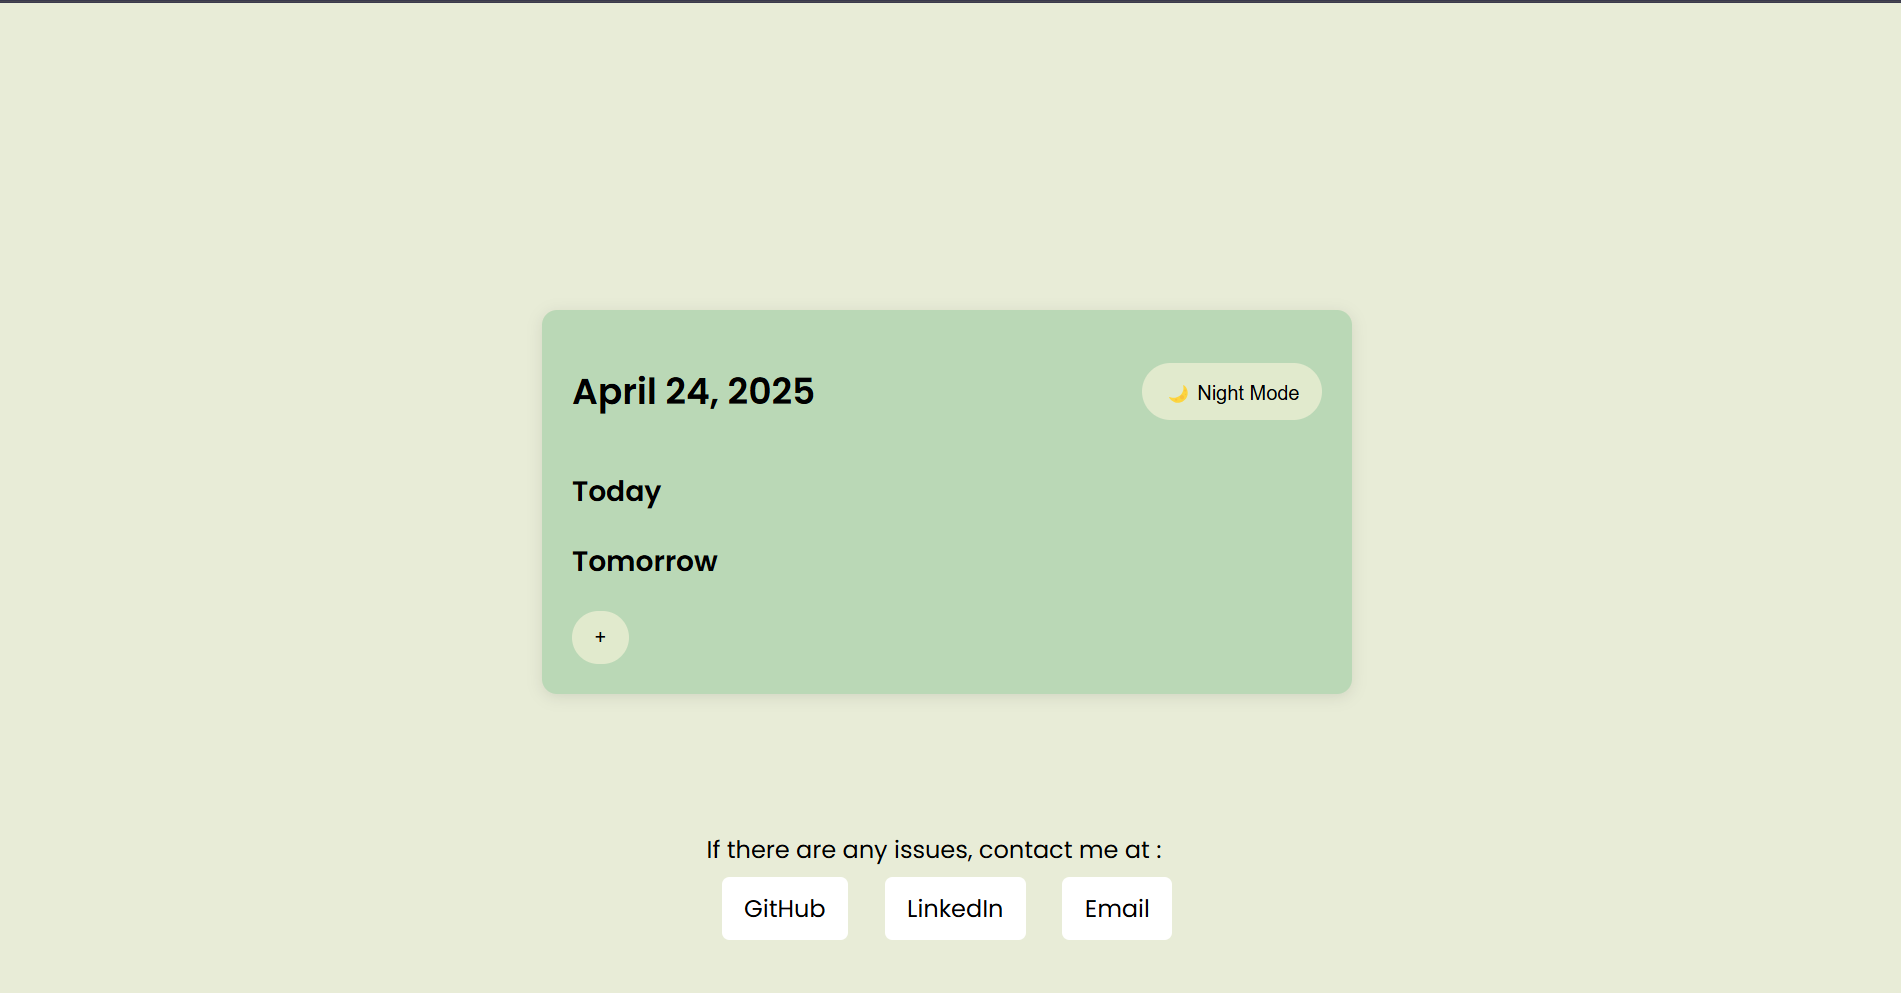 April 24, 2025
🌙 Night Mode
Today
Tomorrow
+
If there are any issues, contact me at :
GitHub
LinkedIn
Email